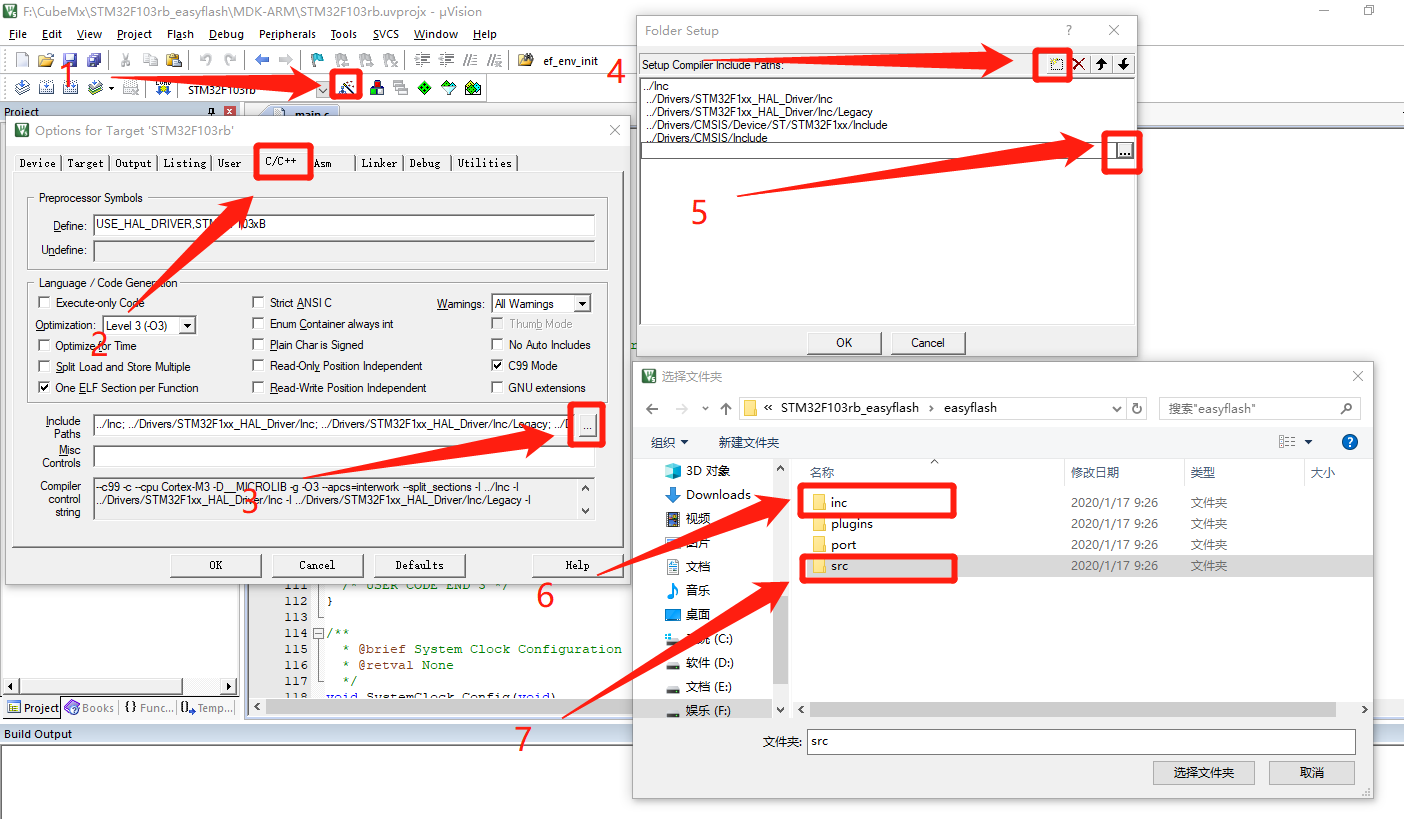 F:\CubeMx\STM32F103rb_easyflash\MDK-ARM\STM32F103rb.uvprojx - µVision
File Edit View Project Flash Debug Peripherals Tools SVCS Window Help
ef_env_init
1
STM32F103rb
Project
main.c
Options for Target 'STM32F103rb'
Device Target Output Listing User C/C++ Asm Linker Debug Utilities
Preprocessor Symbols
Define: USE_HAL_DRIVER,STM 103xB
Undefine:
Language / Code Generation
Execute-only Code
Strict ANSI C
Warnings: All Warnings
Optimization: Level 3 (-O3)
Enum Container always int
Thumb Mode
2
Optimize for Time
Plain Char is Signed
No Auto Includes
Split Load and Store Multiple
Read-Only Position Independent
C99 Mode
One ELF Section per Function
Read-Write Position Independent
GNU extensions
Include Paths
../Inc; ../Drivers/STM32F1xx_HAL_Driver/Inc; ../Drivers/STM32F1xx_HAL_Driver/Inc/Legacy; ../D
...
Misc Controls
3
Compiler control string
--c99 -c --cpu Cortex-M3 -D__MICROLIB -g -O3 --apcs=interwork --split_sections -I ../Inc -I
../Drivers/STM32F1xx_HAL_Driver/Inc -I ../Drivers/STM32F1xx_HAL_Driver/Inc/Legacy -I
OK Cancel Defaults Help
111 /* USER CODE END 3 */
112 }
113
114 /**
115 * @brief System Clock Configuration
116 * @retval None
117 */
118 void SystemClock_Config(void)
Project Books {} Func... Temp...
Build Output
4
Folder Setup
?
Setup Compiler Include Paths:
../Inc
../Drivers/STM32F1xx_HAL_Driver/Inc
../Drivers/STM32F1xx_HAL_Driver/Inc/Legacy
../Drivers/CMSIS/Device/ST/STM32F1xx/Include
../Drivers/CMSIS/Include
...
5
OK Cancel
选择文件夹
« STM32F103rb_easyflash › easyflash
搜索"easyflash"
组织 新建文件夹
?
名称 修改日期 类型 大小
3D 对象
Downloads
视频
图片
文档
音乐
桌面
(C:)
软件 (D:)
文档 (E:)
娱乐 (F:)
inc 2020/1/17 9:26 文件夹
plugins 2020/1/17 9:26 文件夹
port 2020/1/17 9:26 文件夹
src 2020/1/17 9:26 文件夹
6
7
文件夹: src
选择文件夹 取消